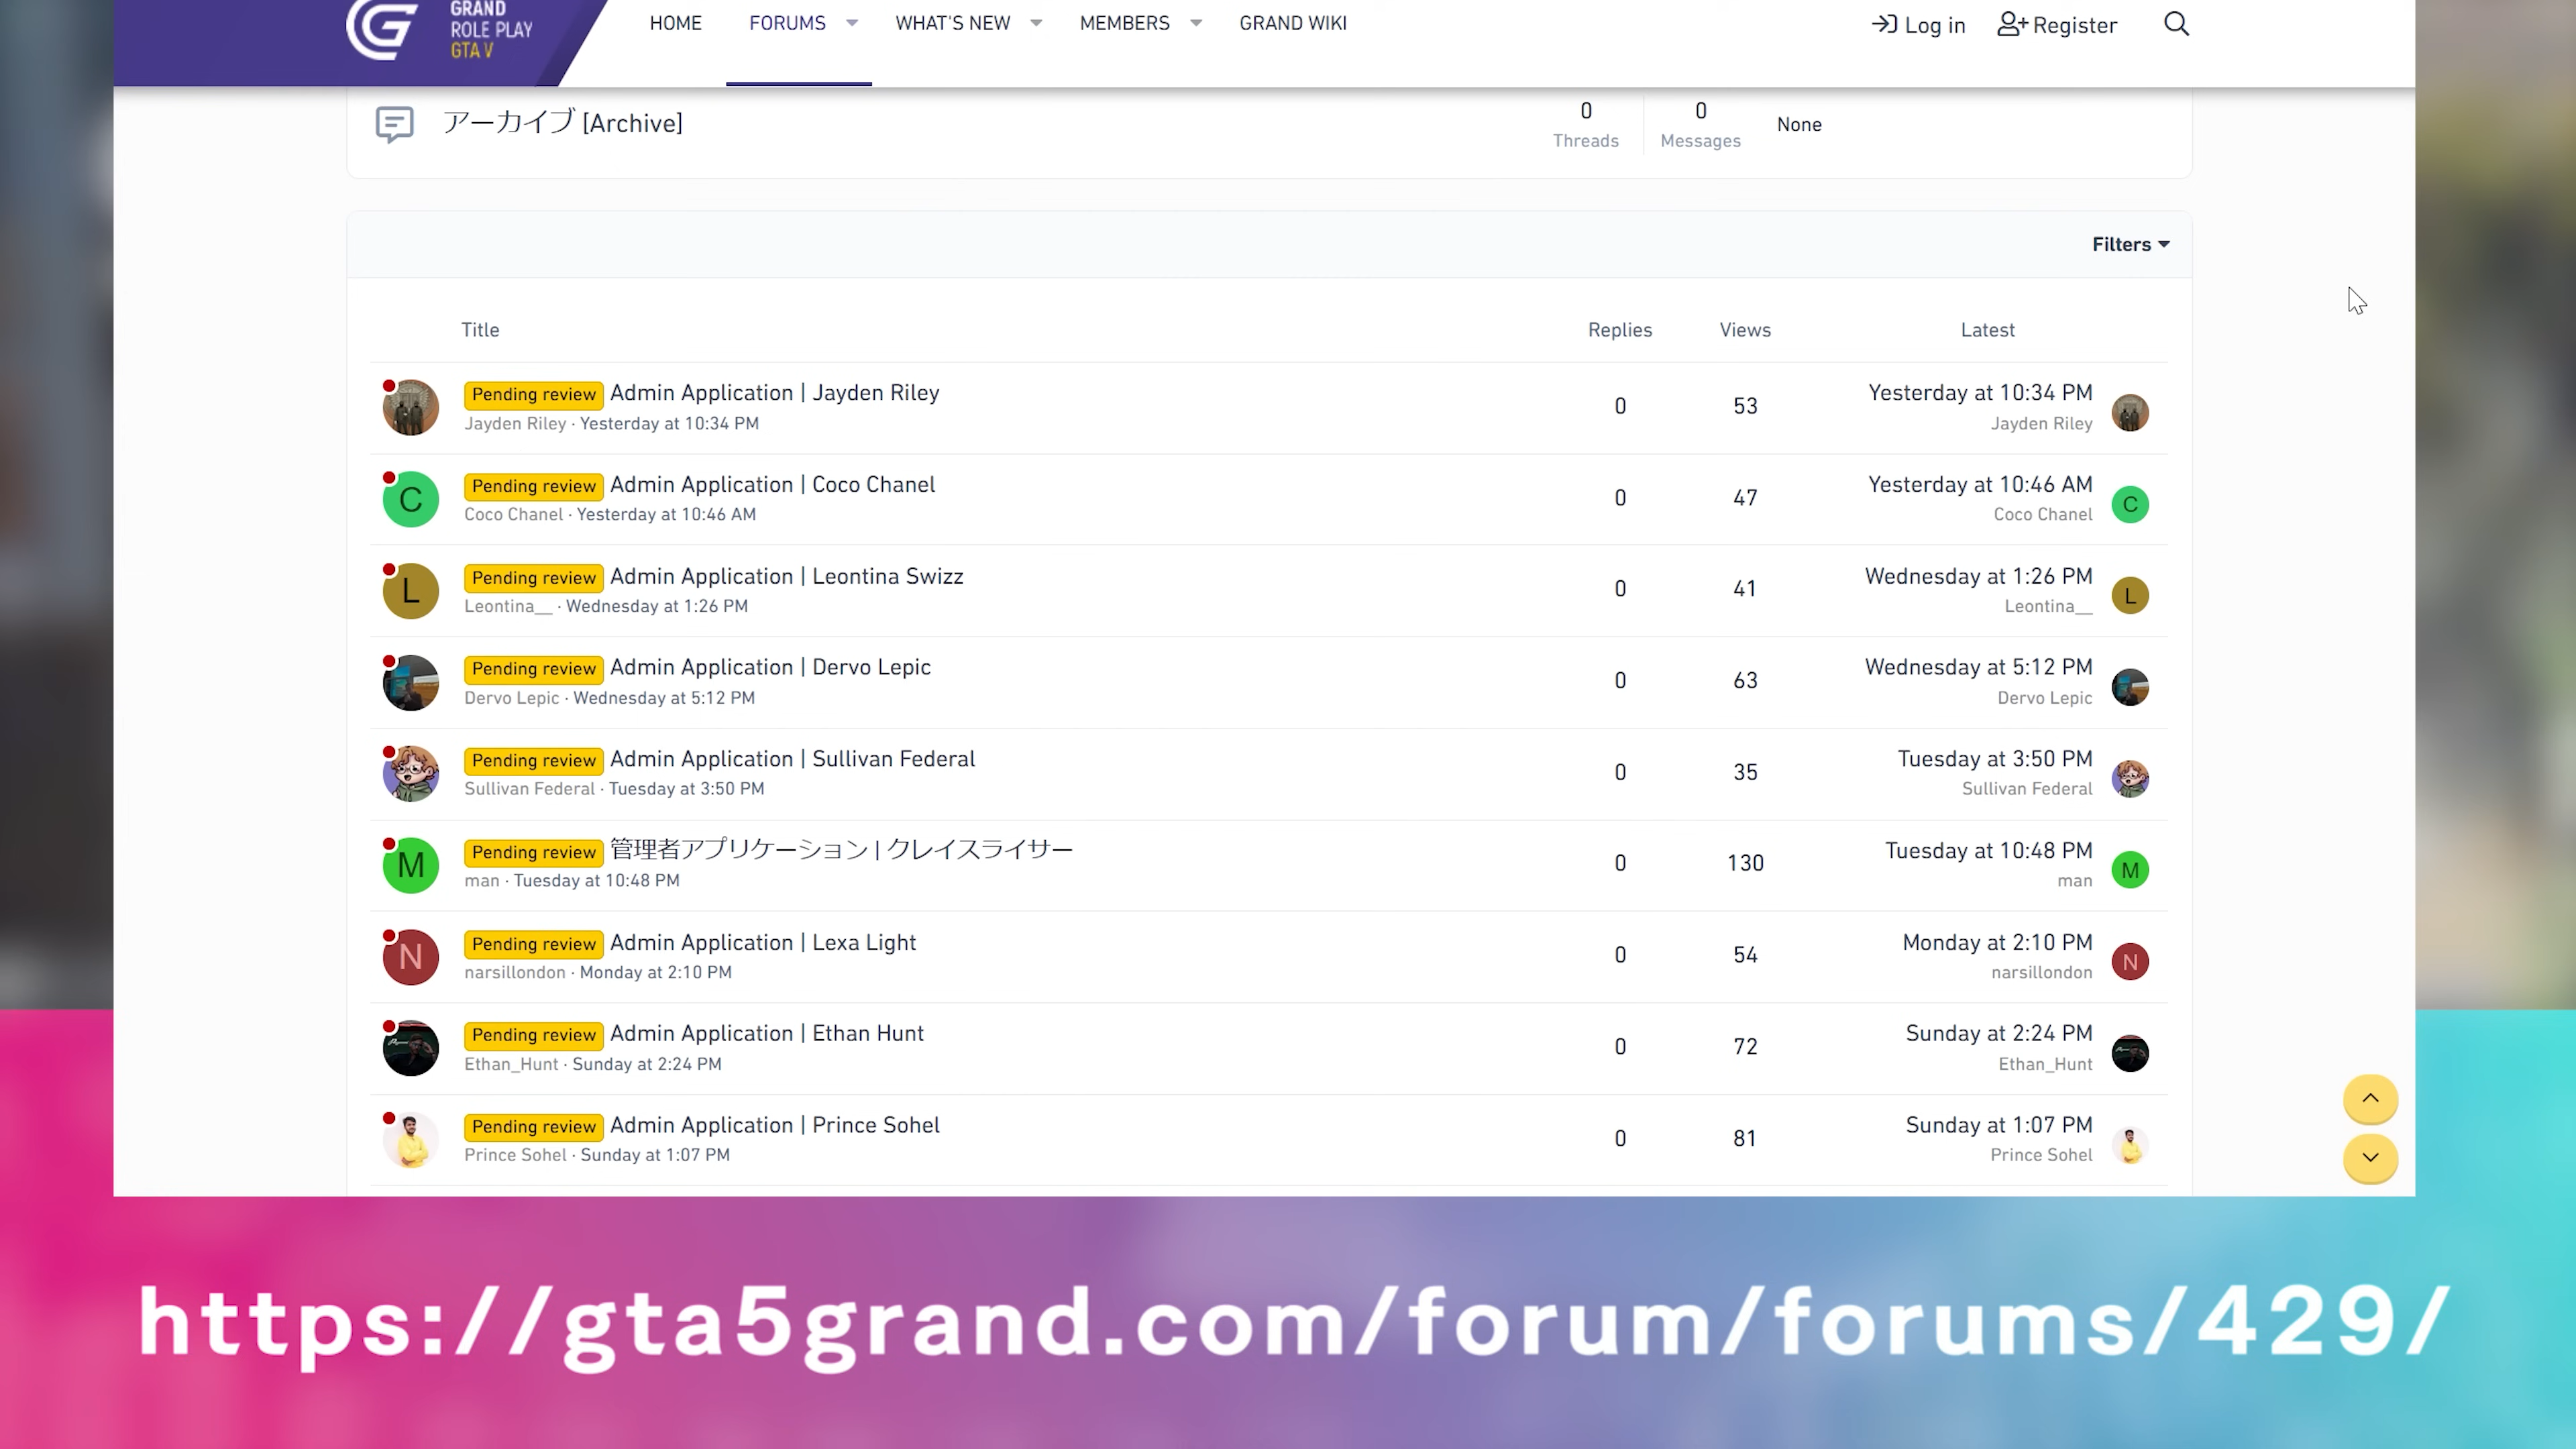 GRAND
ROLE PLAY
GTA V
HOME FORUMS WHAT'S NEW MEMBERS GRAND WIKI Log in Register
アーカイブ [Archive] 0 Threads 0 Messages None
Filters
Title Replies Views Latest
Pending review Admin Application | Jayden Riley 0 53 Yesterday at 10:34 PM
Jayden Riley · Yesterday at 10:34 PM Jayden Riley
C Pending review Admin Application | Coco Chanel 0 47 Yesterday at 10:46 AM C
Coco Chanel · Yesterday at 10:46 AM Coco Chanel
L Pending review Admin Application | Leontina Swizz 0 41 Wednesday at 1:26 PM L
Leontina__ · Wednesday at 1:26 PM Leontina__
Pending review Admin Application | Dervo Lepic 0 63 Wednesday at 5:12 PM
Dervo Lepic · Wednesday at 5:12 PM Dervo Lepic
Pending review Admin Application | Sullivan Federal 0 35 Tuesday at 3:50 PM
Sullivan Federal · Tuesday at 3:50 PM Sullivan Federal
M Pending review 管理者アプリケーション | クレイスライサー 0 130 Tuesday at 10:48 PM M
man · Tuesday at 10:48 PM man
N Pending review Admin Application | Lexa Light 0 54 Monday at 2:10 PM N
narsillondon · Monday at 2:10 PM narsillondon
Pending review Admin Application | Ethan Hunt 0 72 Sunday at 2:24 PM
Ethan_Hunt · Sunday at 2:24 PM Ethan_Hunt
Pending review Admin Application | Prince Sohel 0 81 Sunday at 1:07 PM
Prince Sohel · Sunday at 1:07 PM Prince Sohel
https://gta5grand.com/forum/forums/429/